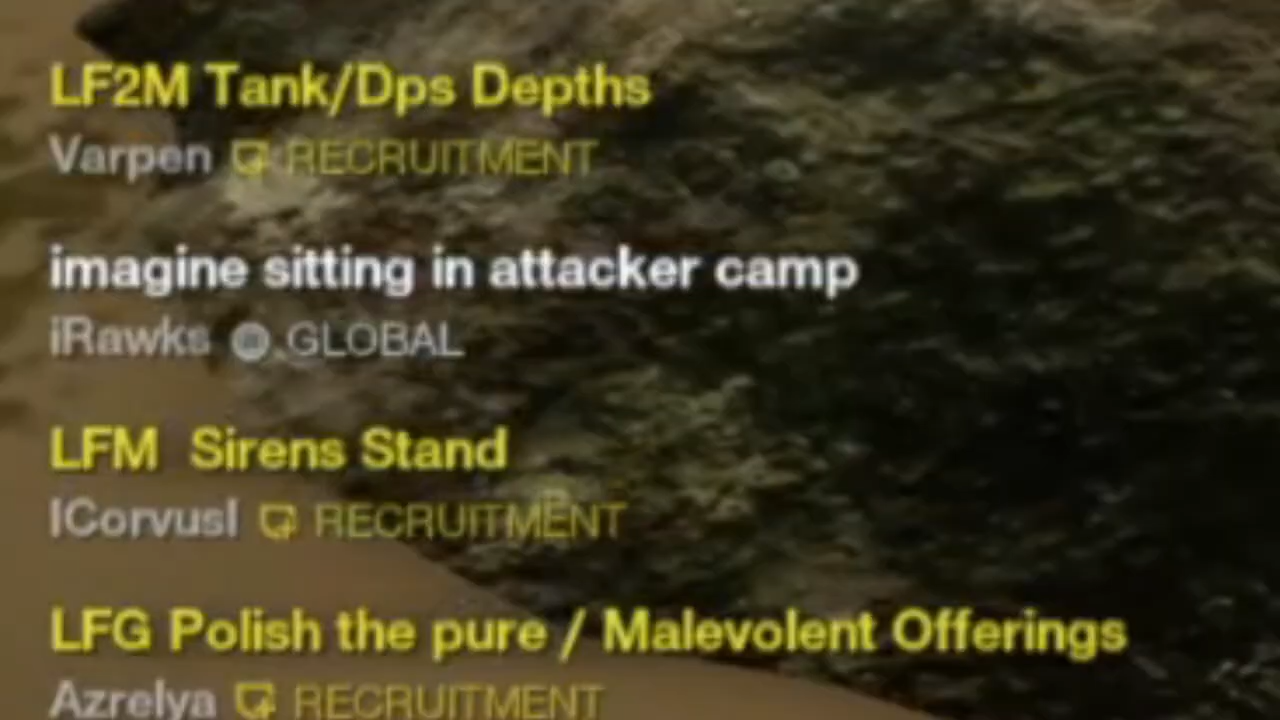 LF2M Tank/Dps Depths
Varpen RECRUITMENT
imagine sitting in attacker camp
iRawks GLOBAL
LFM Sirens Stand
ICorvusI RECRUITMENT
LFG Polish the pure / Malevolent Offerings
Azrelya RECRUITMENT